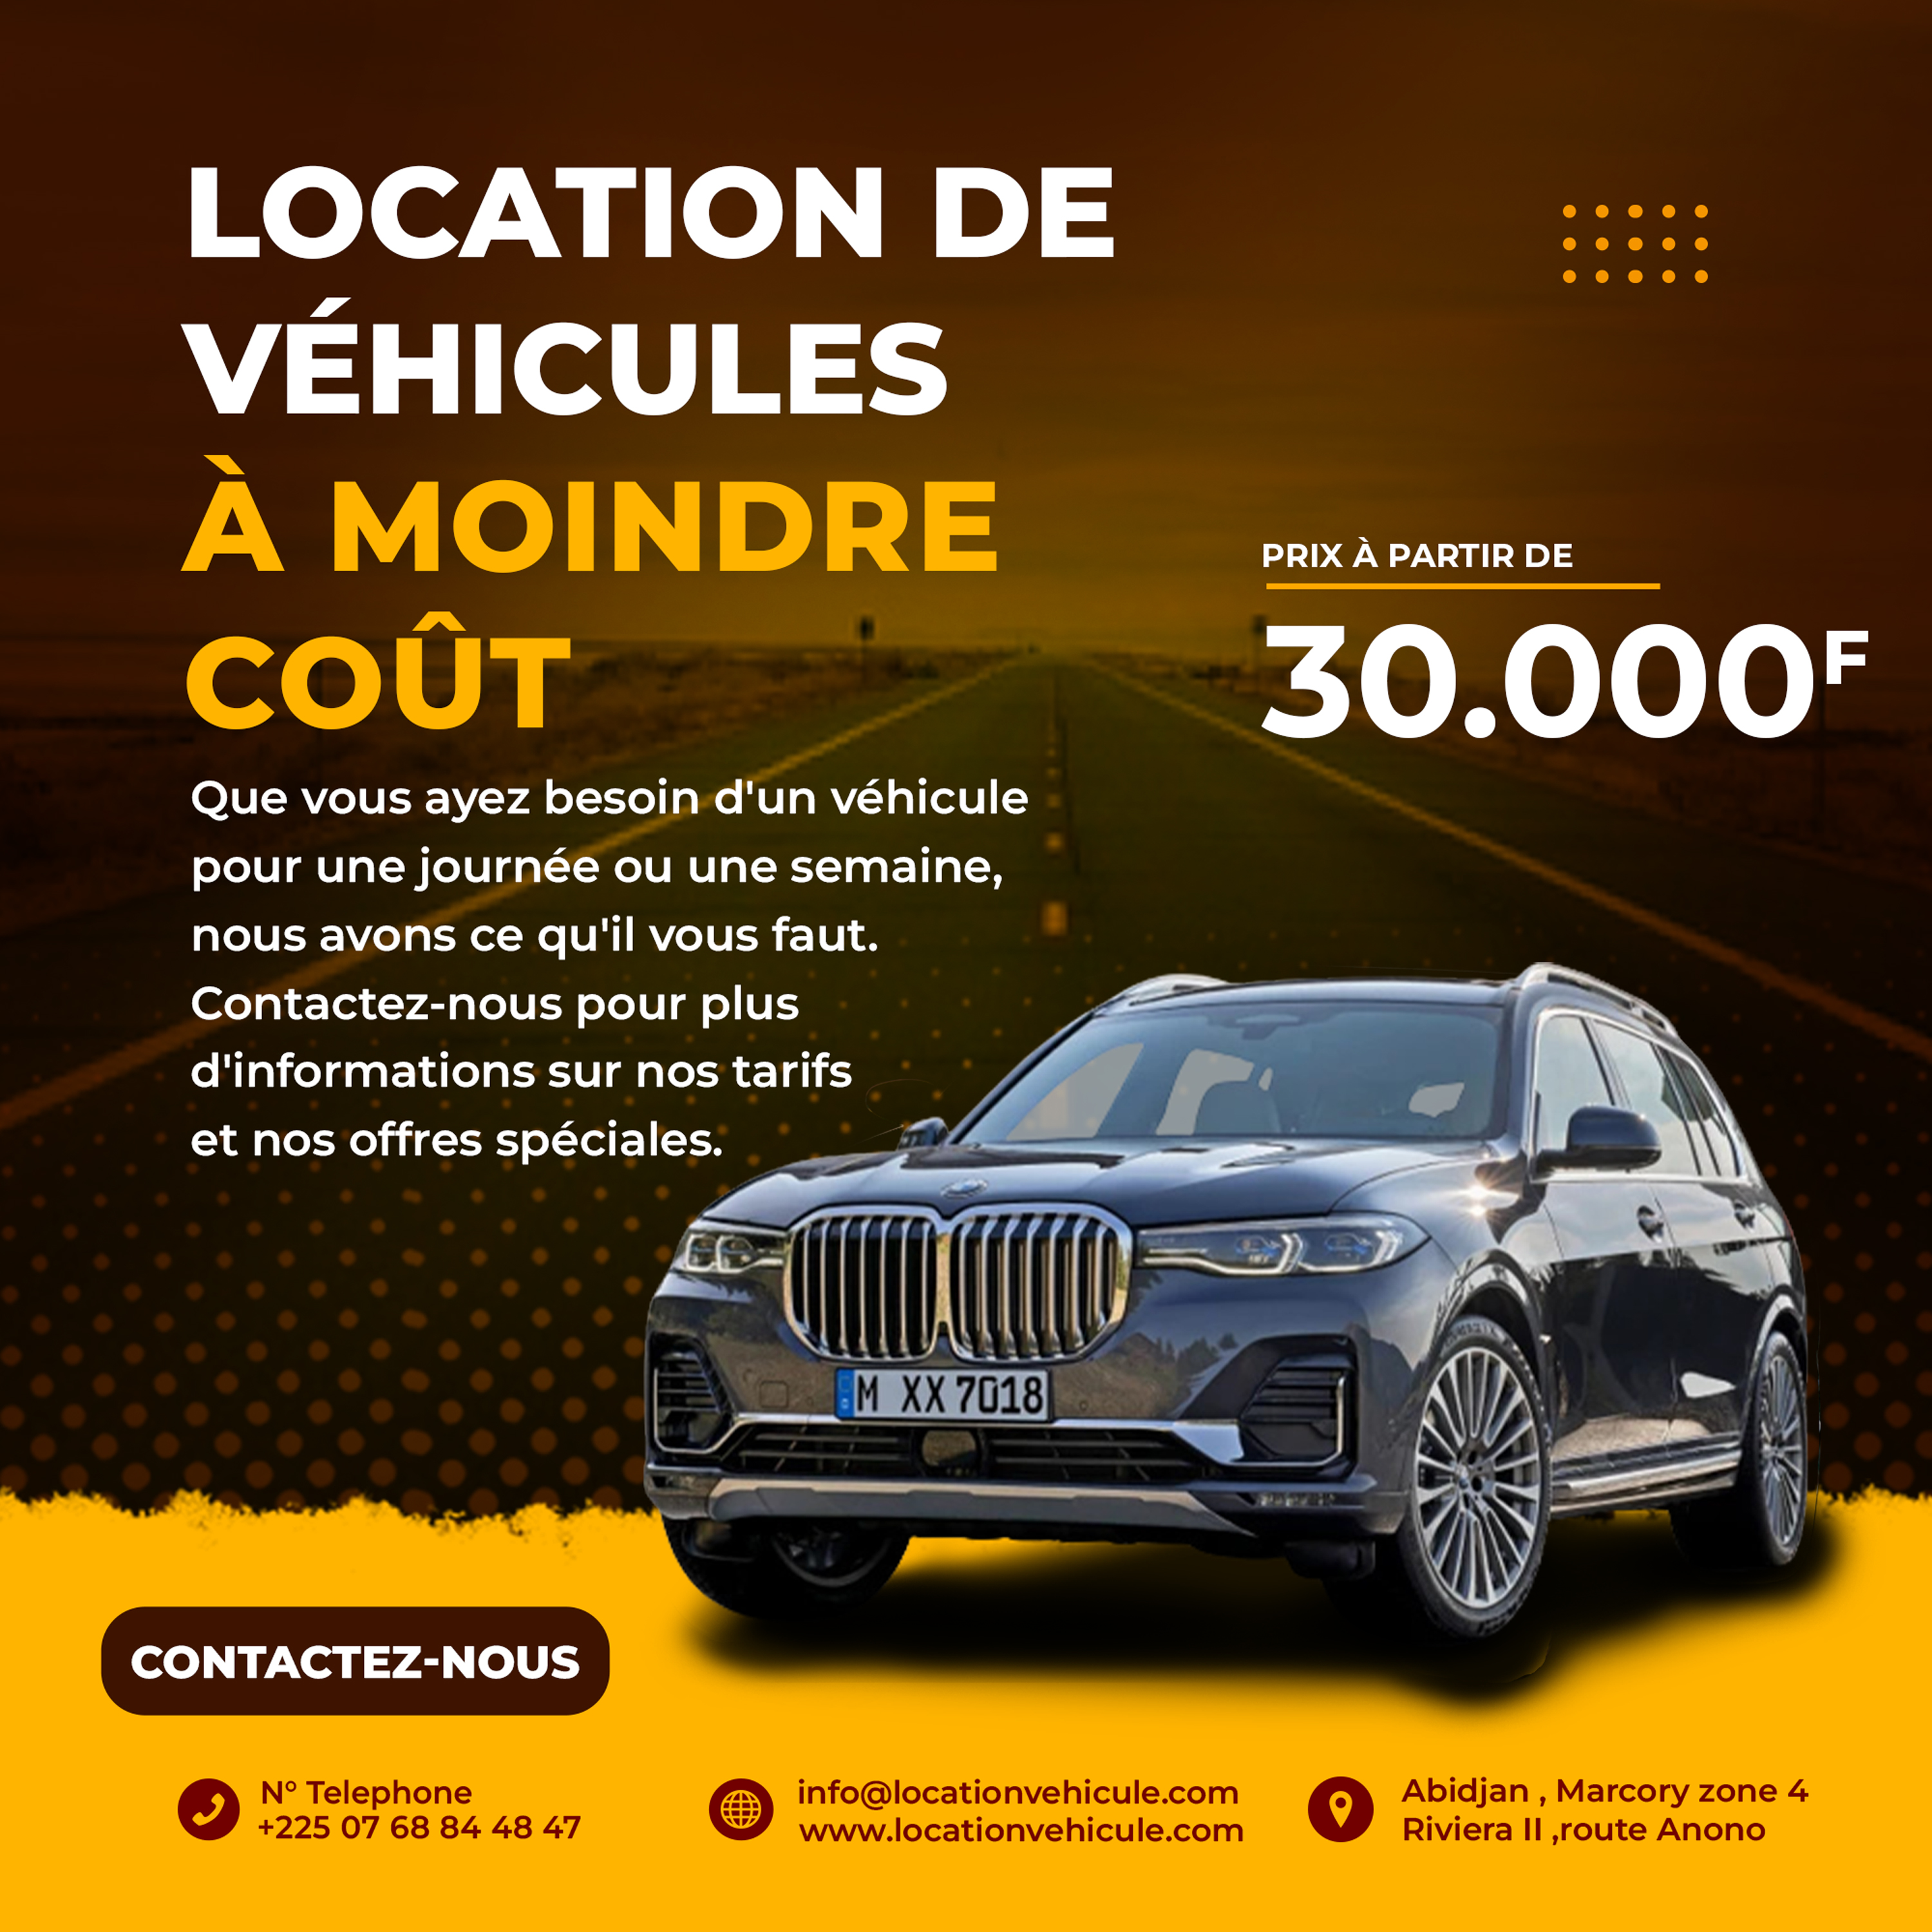 LOCATION DE
VÉHICULES
À MOINDRE
COÛT
PRIX À PARTIR DE
30.000F
Que vous ayez besoin d'un véhicule
pour une journée ou une semaine,
nous avons ce qu'il vous faut.
Contactez-nous pour plus
d'informations sur nos tarifs
et nos offres spéciales.
M XX 7018
CONTACTEZ-NOUS
N° Telephone
+225 07 68 84 48 47
info@locationvehicule.com
www.locationvehicule.com
Abidjan , Marcory zone 4
Riviera II ,route Anono